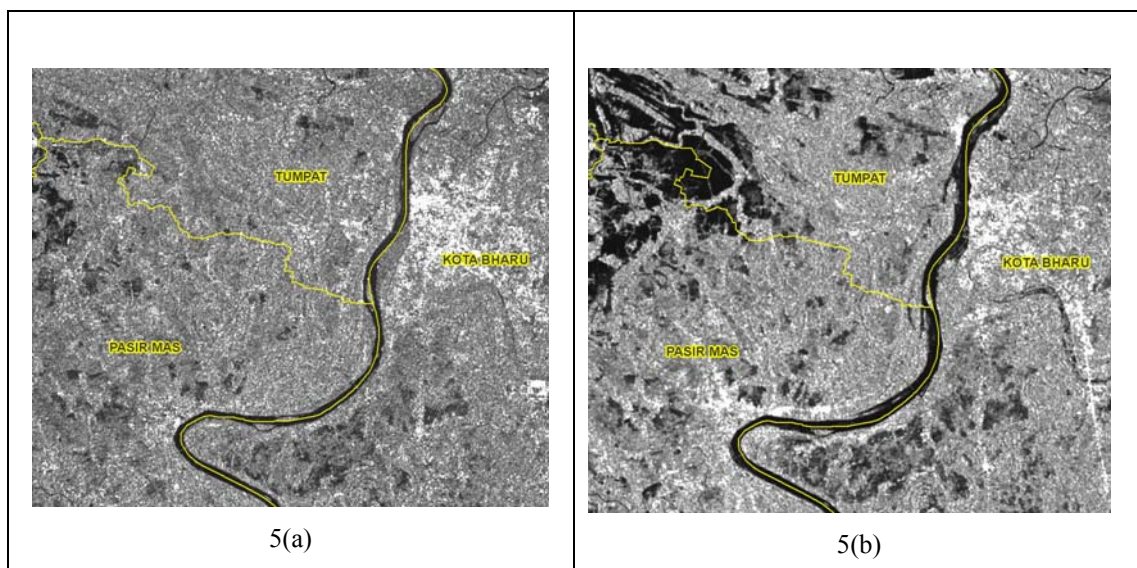 TUMPAT
KOTA BHARU
PASIR MAS
5(a)
TUMPAT
KOTA BHARU
PASIR MAS
5(b)